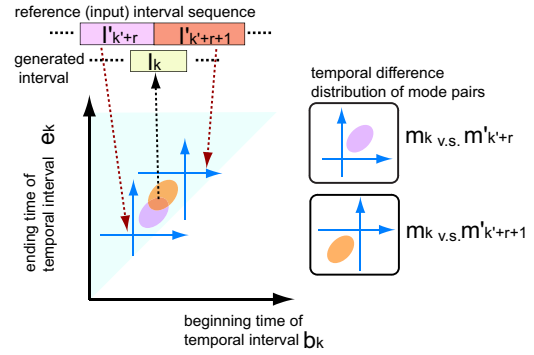 reference (input) interval sequence
I'k'+r I'k'+r+1
generated interval
Ik
temporal difference distribution of mode pairs
mk v.s. m'k'+r
mk v.s. m'k'+r+1
ending time of temporal interval ek
beginning time of temporal interval bk